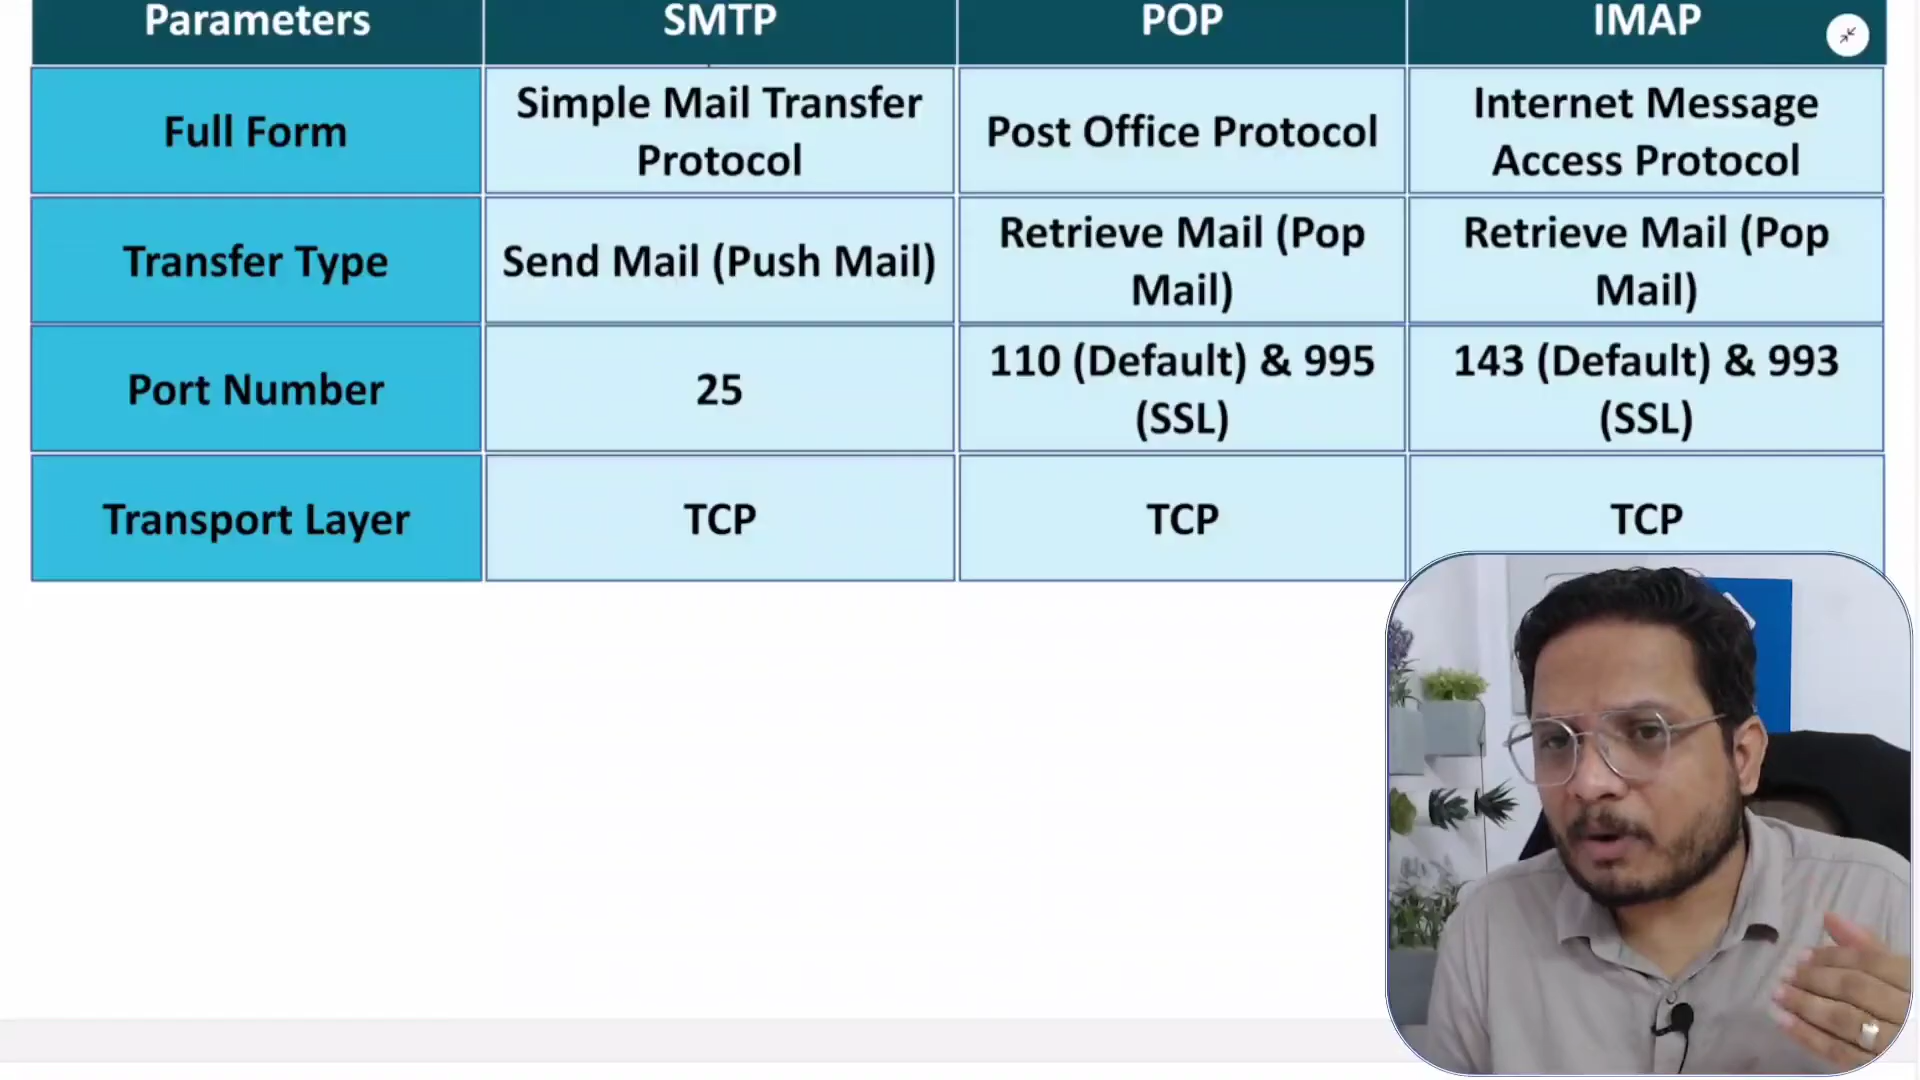 Parameters SMTP POP IMAP
Full Form
Simple Mail Transfer
Protocol
Post Office Protocol
Internet Message
Access Protocol
Transfer Type
Send Mail (Push Mail)
Retrieve Mail (Pop
Mail)
Retrieve Mail (Pop
Mail)
Port Number
25
110 (Default) & 995
(SSL)
143 (Default) & 993
(SSL)
Transport Layer
TCP
TCP
TCP